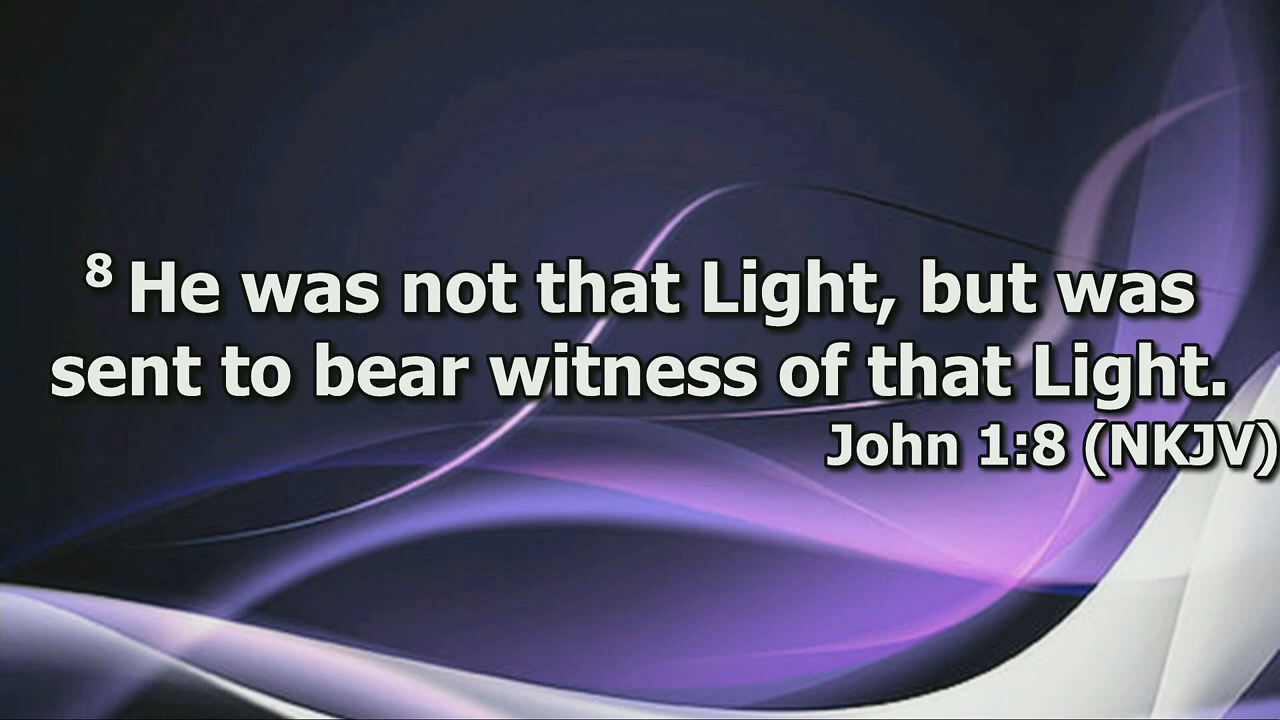 8 He was not that Light, but was
sent to bear witness of that Light.
John 1:8 (NKJV)